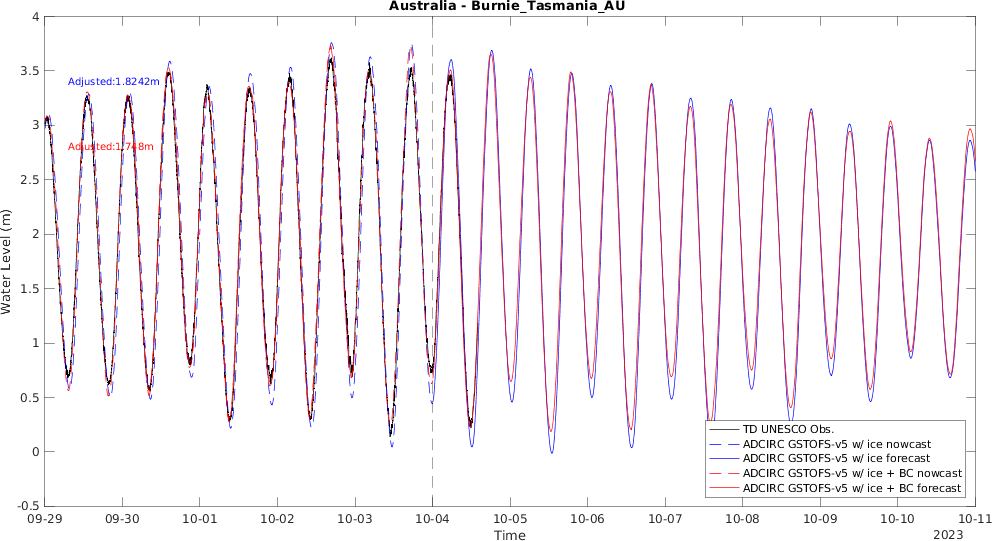 Australia - Burnie_Tasmania_AU
4
3.5
3
2.5
2
1.5
1
0.5
0
-0.5
Water Level (m)
Adjusted:1.8242m
Adjusted:1.748m
TD UNESCO Obs.
ADCIRC GSTOFS-v5 w/ ice nowcast
ADCIRC GSTOFS-v5 w/ ice forecast
ADCIRC GSTOFS-v5 w/ ice + BC nowcast
ADCIRC GSTOFS-v5 w/ ice + BC forecast
09-29 09-30 10-01 10-02 10-03 10-04 10-05 10-06 10-07 10-08 10-09 10-10 10-11
Time
2023